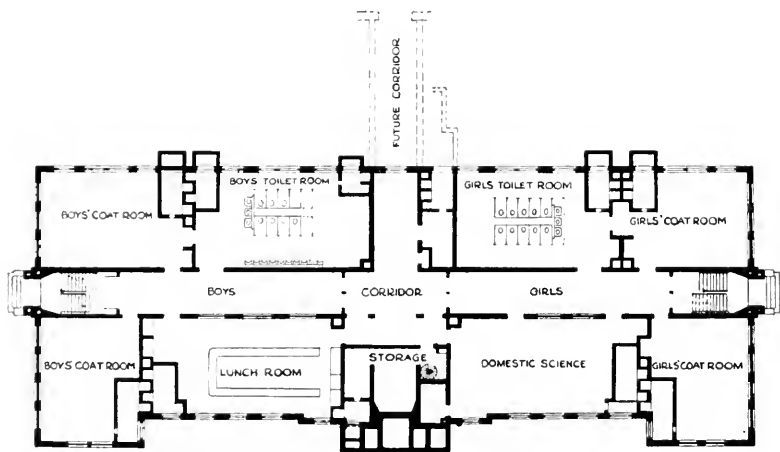 FUTURE CORRIDOR
BOYS TOILET ROOM
GIRLS TOILET ROOM
BOYS' COAT ROOM
GIRLS' COAT ROOM
BOYS
CORRIDOR
GIRLS
BOYS COAT ROOM
LUNCH ROOM
STORAGE
DOMESTIC SCIENCE
GIRLS' COAT ROOM